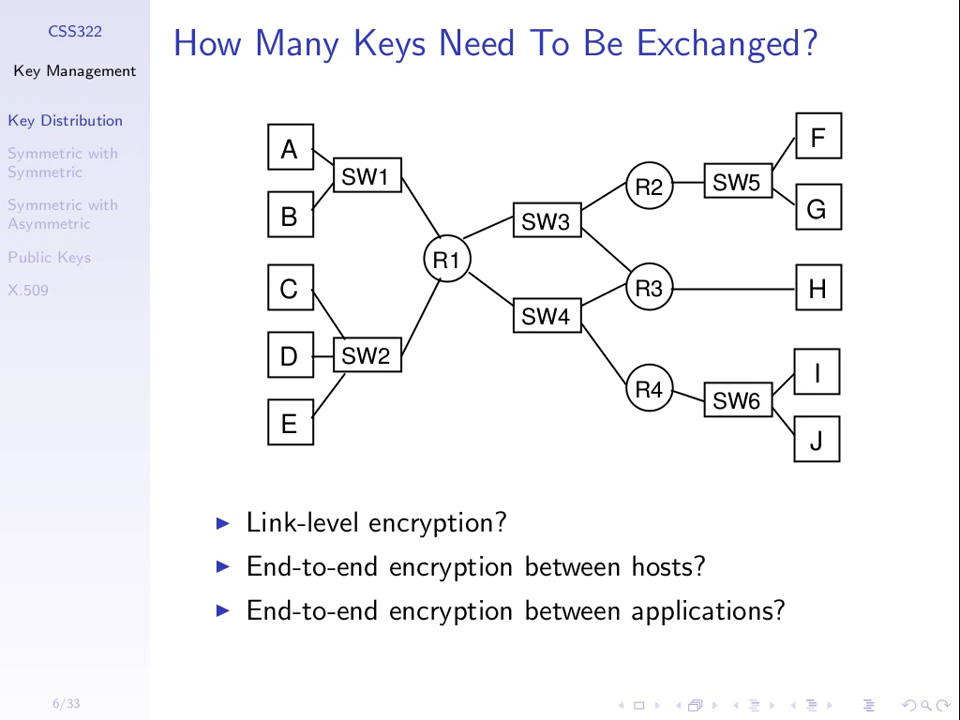 CSS322
Key Management
Key Distribution
Symmetric with
Symmetric
Symmetric with
Asymmetric
Public Keys
X.509
6/33
How Many Keys Need To Be Exchanged?
A
B
C
D
E
SW1
SW2
R1
SW3
SW4
R2
R3
R4
SW5
SW6
F
G
H
I
J
Link-level encryption?
End-to-end encryption between hosts?
End-to-end encryption between applications?